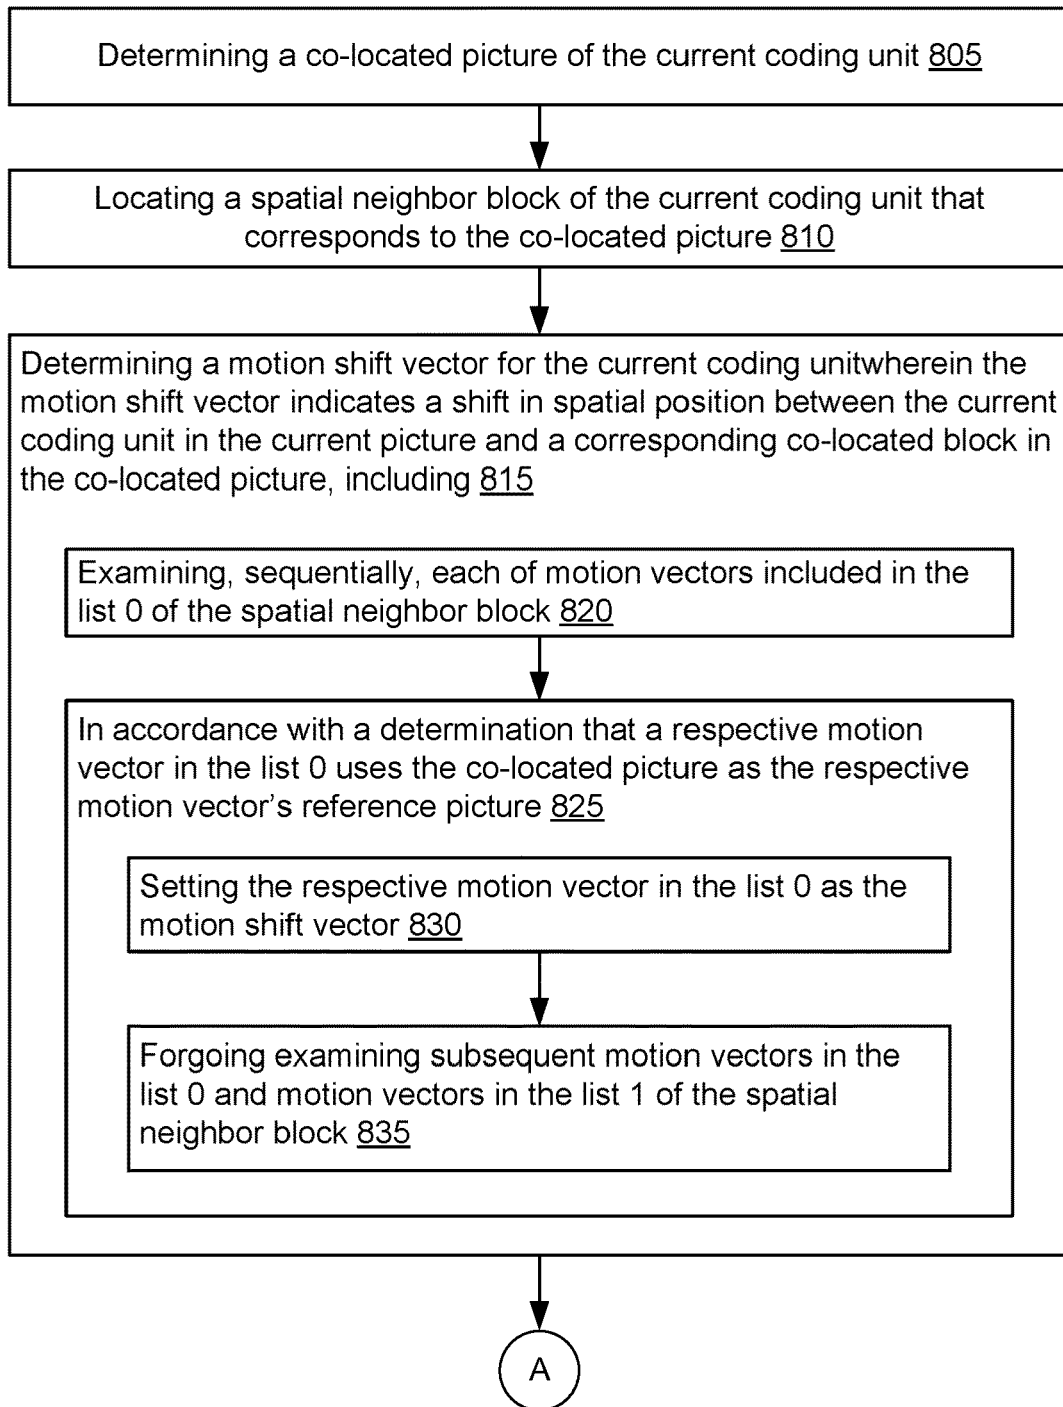 Determining a co-located picture of the current coding unit 805
Locating a spatial neighbor block of the current coding unit that
corresponds to the co-located picture 810
Determining a motion shift vector for the current coding unitwherein the
motion shift vector indicates a shift in spatial position between the current
coding unit in the current picture and a corresponding co-located block in
the co-located picture, including 815
Examining, sequentially, each of motion vectors included in the
list 0 of the spatial neighbor block 820
In accordance with a determination that a respective motion
vector in the list 0 uses the co-located picture as the respective
motion vector's reference picture 825
Setting the respective motion vector in the list 0 as the
motion shift vector 830
Forgoing examining subsequent motion vectors in the
list 0 and motion vectors in the list 1 of the spatial
neighbor block 835
A